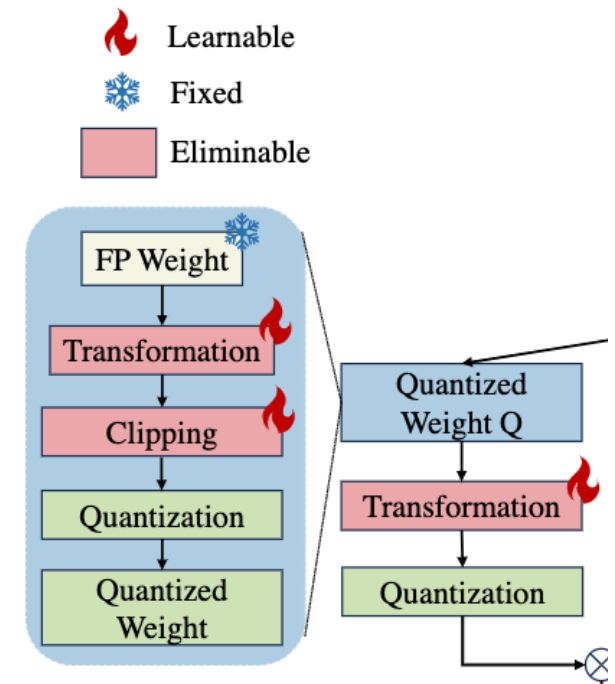 Learnable
Fixed
Eliminable
FP Weight
Transformation
Clipping
Quantization
Quantized
Weight
Quantized
Weight Q
Transformation
Quantization